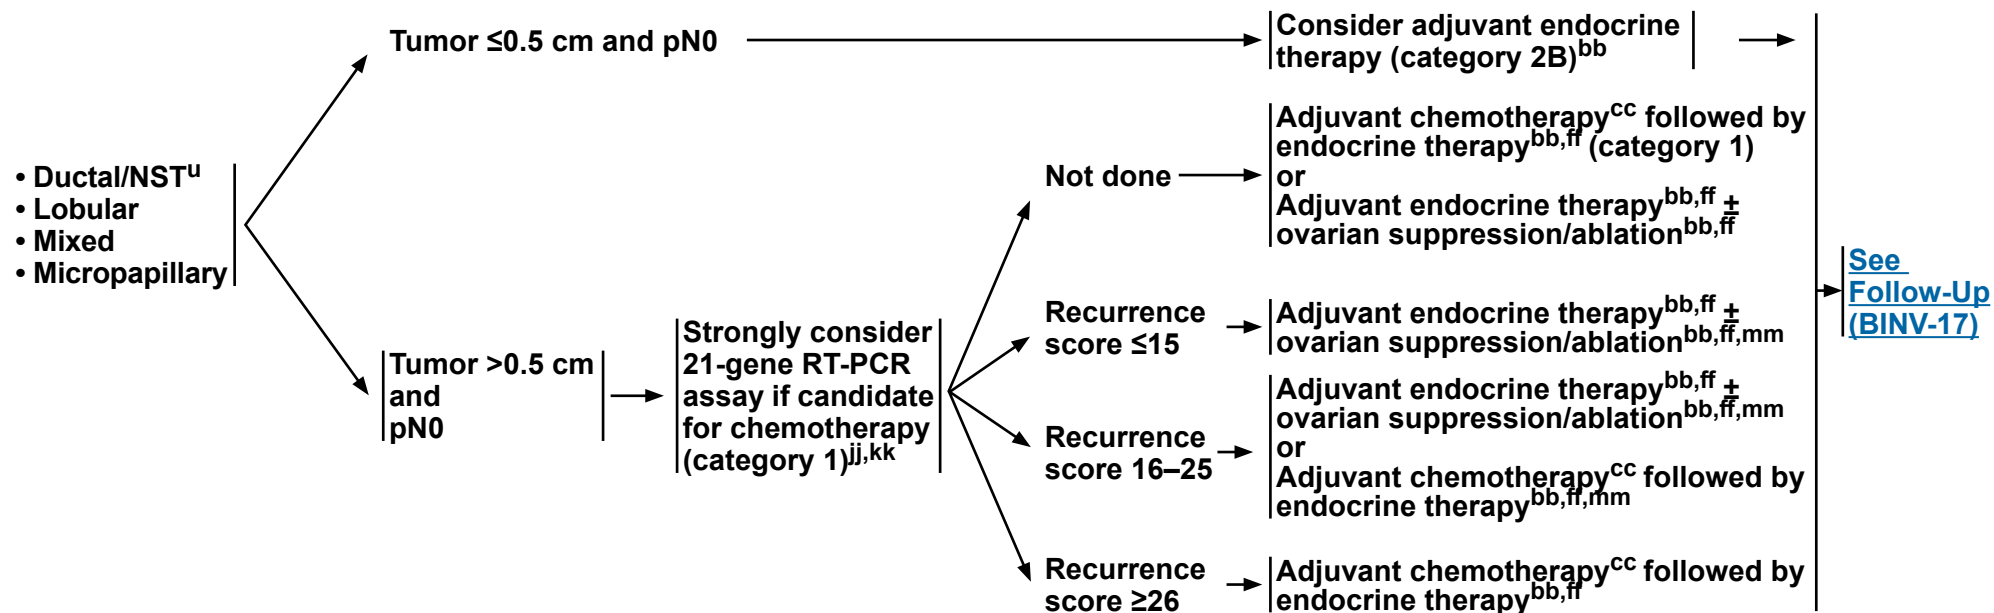 Tumor ≤0.5 cm and pN0
Consider adjuvant endocrine
therapy (category 2B)bb
• Ductal/NSTu
• Lobular
• Mixed
• Micropapillary
Tumor >0.5 cm
and
pN0
Strongly consider
21-gene RT-PCR
assay if candidate
for chemotherapy
(category 1)jj,kk
Not done
Adjuvant chemotherapycc followed by
endocrine therapybb,ff (category 1)
or
Adjuvant endocrine therapybb,ff ±
ovarian suppression/ablationbb,ff
Recurrence
score ≤15
Adjuvant endocrine therapybb,ff ±
ovarian suppression/ablationbb,ff,mm
Recurrence
score 16–25
Adjuvant endocrine therapybb,ff ±
ovarian suppression/ablationbb,ff,mm
or
Adjuvant chemotherapycc followed by
endocrine therapybb,ff,mm
Recurrence
score ≥26
Adjuvant chemotherapycc followed by
endocrine therapybb,ff
See
Follow-Up
(BINV-17)